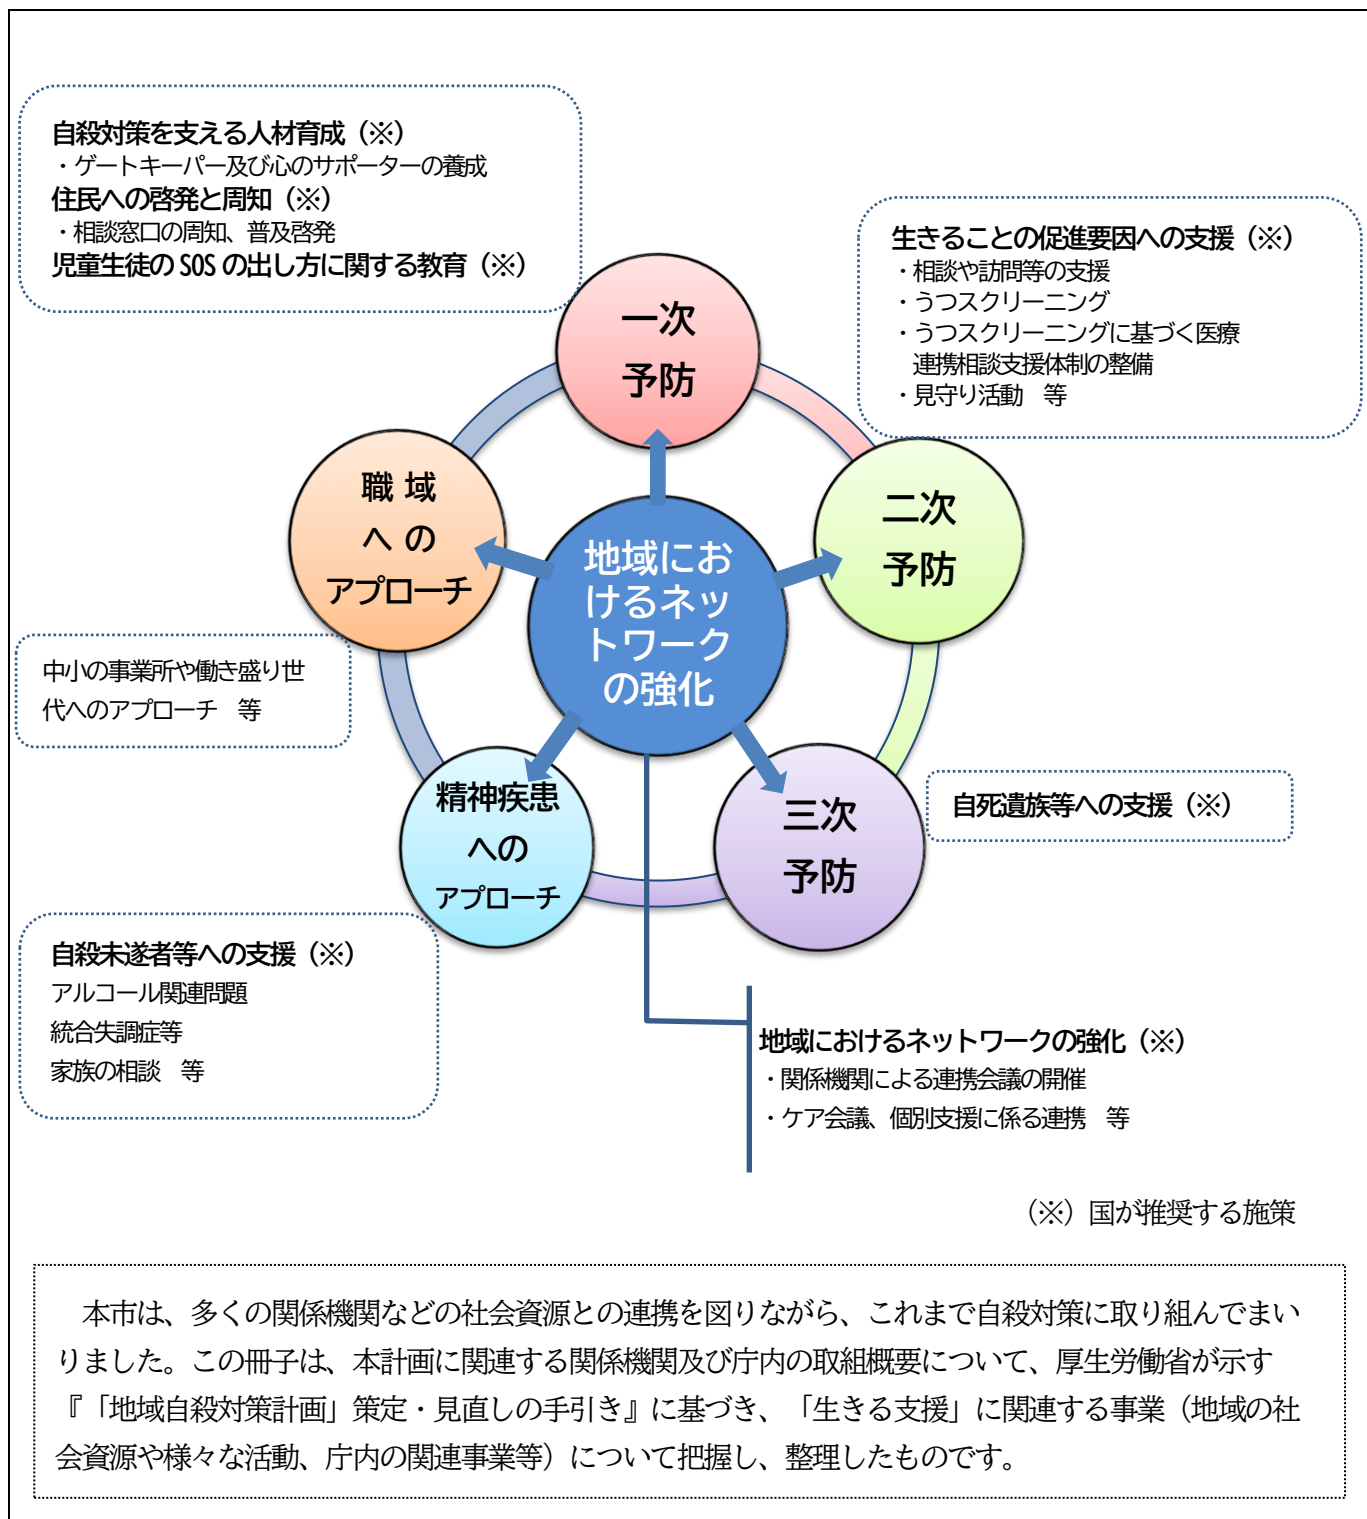 自殺対策を支える人材育成（※）
・ゲートキーパー及び心のサポーターの養成
住民への啓発と周知（※）
・相談窓口の周知、普及啓発
児童生徒の SOS の出し方に関する教育（※）
生きることの促進要因への支援（※）
・相談や訪問等の支援
・うつスクリーニング
・うつスクリーニングに基づく医療
連携相談支援体制の整備
・見守り活動　等
一次
予防
職 域
へ の
アプローチ
二次
予防
地域にお
けるネッ
トワーク
の強化
中小の事業所や働き盛り世
代へのアプローチ　等
精神疾患
への
アプローチ
三次
予防
自死遺族等への支援（※）
自殺未遂者等への支援（※）
アルコール関連問題
統合失調症等
家族の相談　等
地域におけるネットワークの強化（※）
・関係機関による連携会議の開催
・ケア会議、個別支援に係る連携　等
（※）国が推奨する施策
本市は、多くの関係機関などの社会資源との連携を図りながら、これまで自殺対策に取り組んでまい
りました。この冊子は、本計画に関連する関係機関及び庁内の取組概要について、厚生労働省が示す
『「地域自殺対策計画」策定・見直しの手引き』に基づき、「生きる支援」に関連する事業（地域の社
会資源や様々な活動、庁内の関連事業等）について把握し、整理したものです。